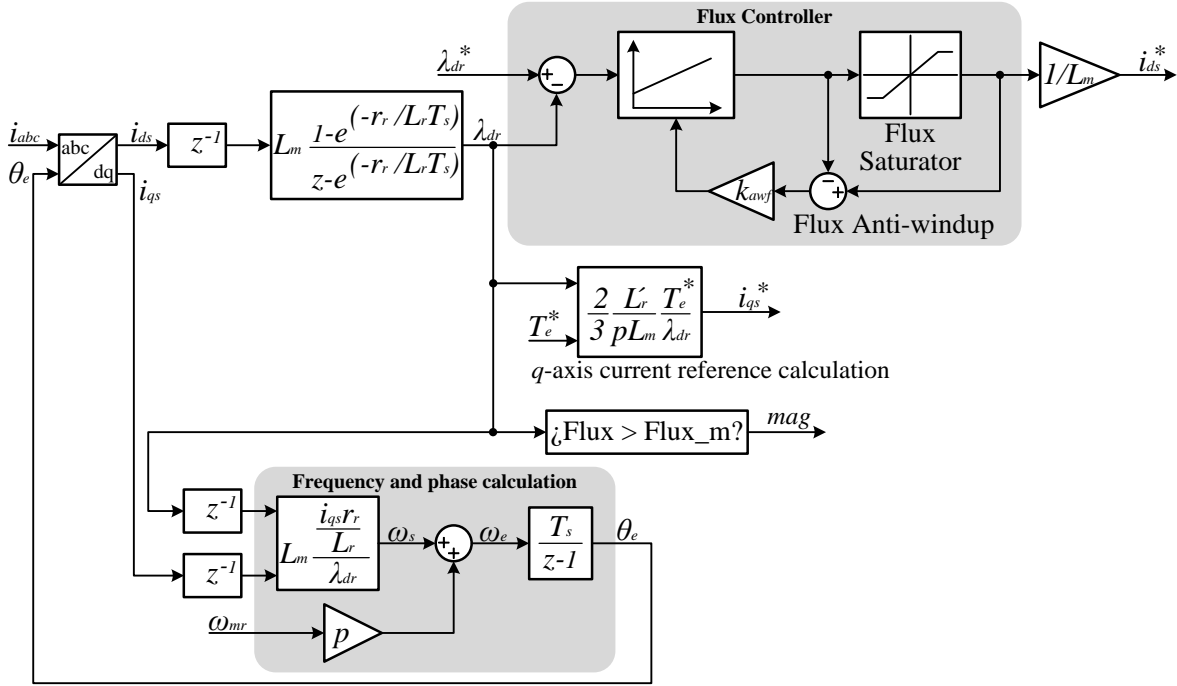 Flux Controller
λdr*
+
−
1/Lm
ids*
Flux
Saturator
iabc
θe
abc
dq
ids
iqs
z-1
Lm 1-e(-rr/LrTs)
z-e(-rr/LrTs)
λdr
kawf
−
+
Flux Anti-windup
Te*
2 L´r Te*
3 pLm λdr
iqs*
q-axis current reference calculation
¿Flux > Flux_m?
mag
Frequency and phase calculation
z-1
z-1
Lm iqsrr
Lr
λdr
ωs
+
+
ωe
Ts
z-1
θe
ωmr
p